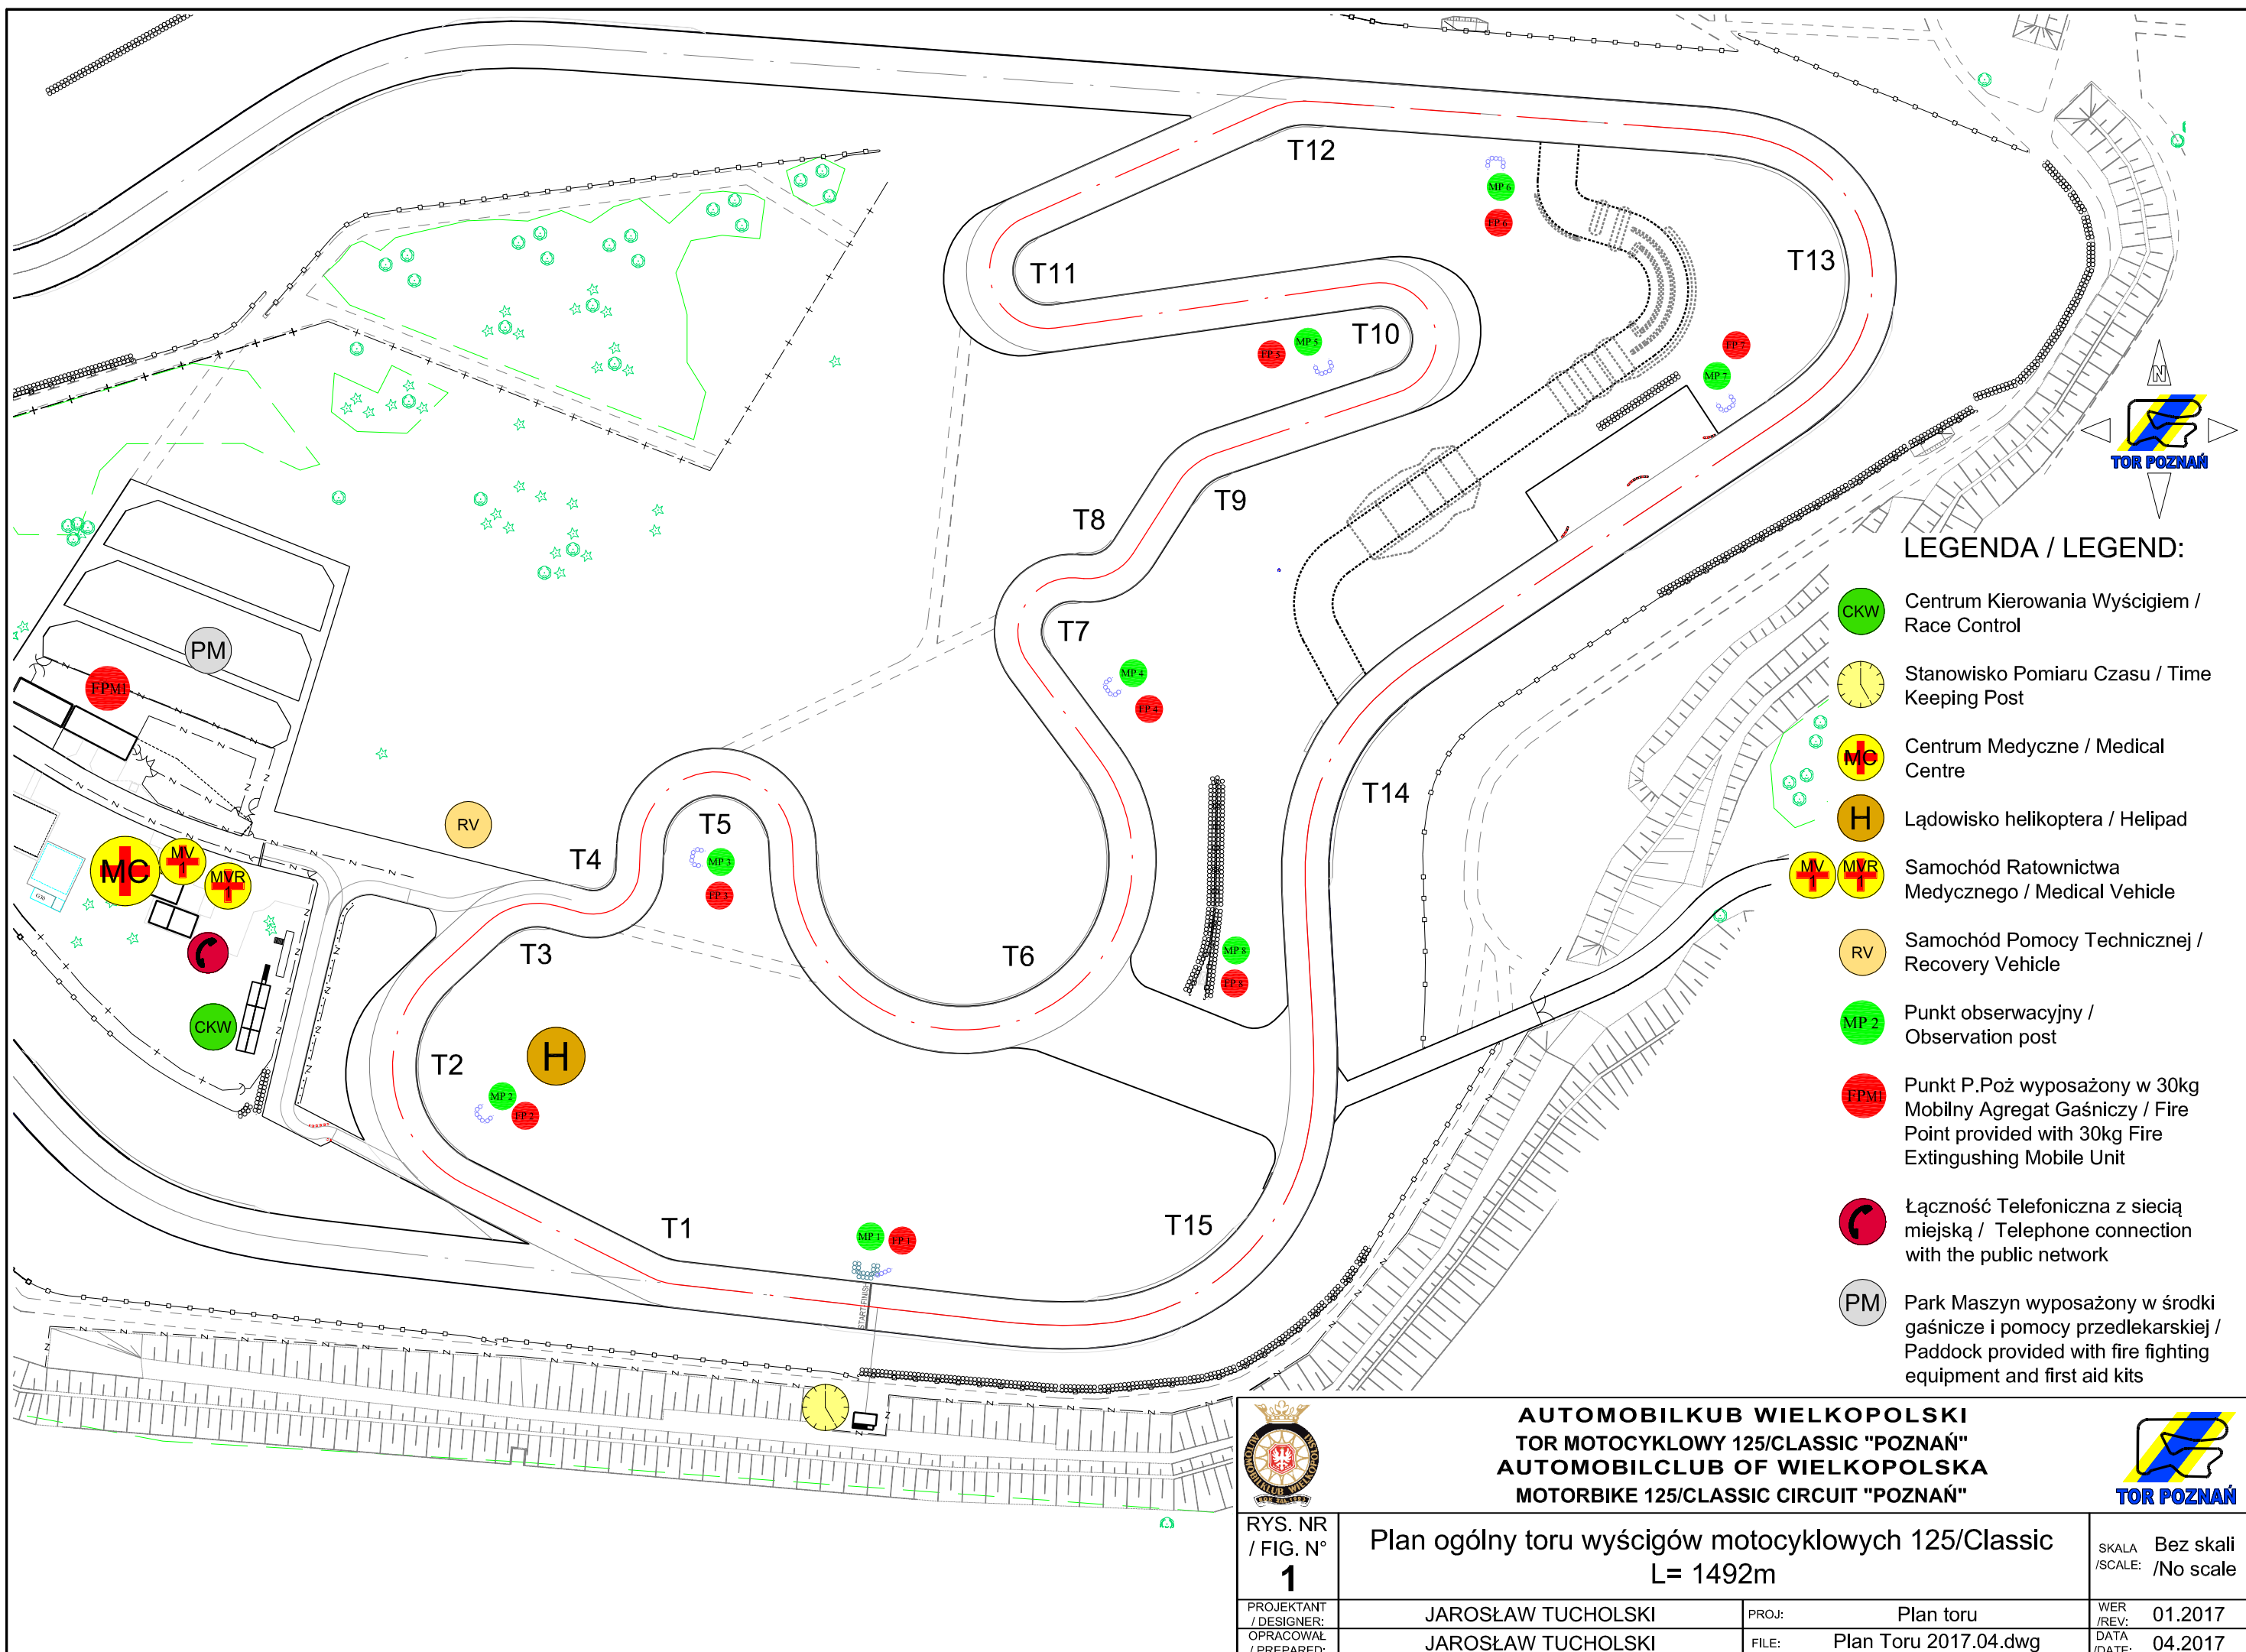 T12
MP 6
FP 6
T11
T13
T10
MP 5
FP 5
FP 7
MP 7
N
TOR POZNAŃ
T9
T8
T7
MP 4
FP 4
PM
FPM1
T14
RV
T5
T4
MP 3
FP 3
MC
MV
1
MVR
1
T3
T6
MP 8
FP 8
CKW
T2
H
MP 2
FP 2
T1
T15
MP 1
FP 1
START/FINISH
LEGENDA / LEGEND:
CKW
Centrum Kierowania Wyścigiem /
Race Control
Stanowisko Pomiaru Czasu / Time
Keeping Post
MC
Centrum Medyczne / Medical
Centre
H
Lądowisko helikoptera / Helipad
MV
1
MVR
1
Samochód Ratownictwa
Medycznego / Medical Vehicle
RV
Samochód Pomocy Technicznej /
Recovery Vehicle
MP 2
Punkt obserwacyjny /
Observation post
FPM1
Punkt P.Poż wyposażony w 30kg
Mobilny Agregat Gaśniczy / Fire
Point provided with 30kg Fire
Extingushing Mobile Unit
Łączność Telefoniczna z siecią
miejską / Telephone connection
with the public network
PM
Park Maszyn wyposażony w środki
gaśnicze i pomocy przedlekarskiej /
Paddock provided with fire fighting
equipment and first aid kits
AUTOMOBILKUB WIELKOPOLSKI
TOR MOTOCYKLOWY 125/CLASSIC "POZNAŃ"
AUTOMOBILCLUB OF WIELKOPOLSKA
MOTORBIKE 125/CLASSIC CIRCUIT "POZNAŃ"
AUTOMOBILKLUB WIELKOPOLSKI
TOR POZNAŃ
RYS. NR
/ FIG. N°
1
Plan ogólny toru wyścigów motocyklowych 125/Classic
L= 1492m
SKALA
/SCALE:
Bez skali
/No scale
PROJEKTANT
/ DESIGNER:
JAROSŁAW TUCHOLSKI
PROJ:
Plan toru
WER
/REV:
01.2017
OPRACOWAŁ
/ PREPARED:
JAROSŁAW TUCHOLSKI
FILE:
Plan Toru 2017.04.dwg
DATA
/DATE:
04.2017